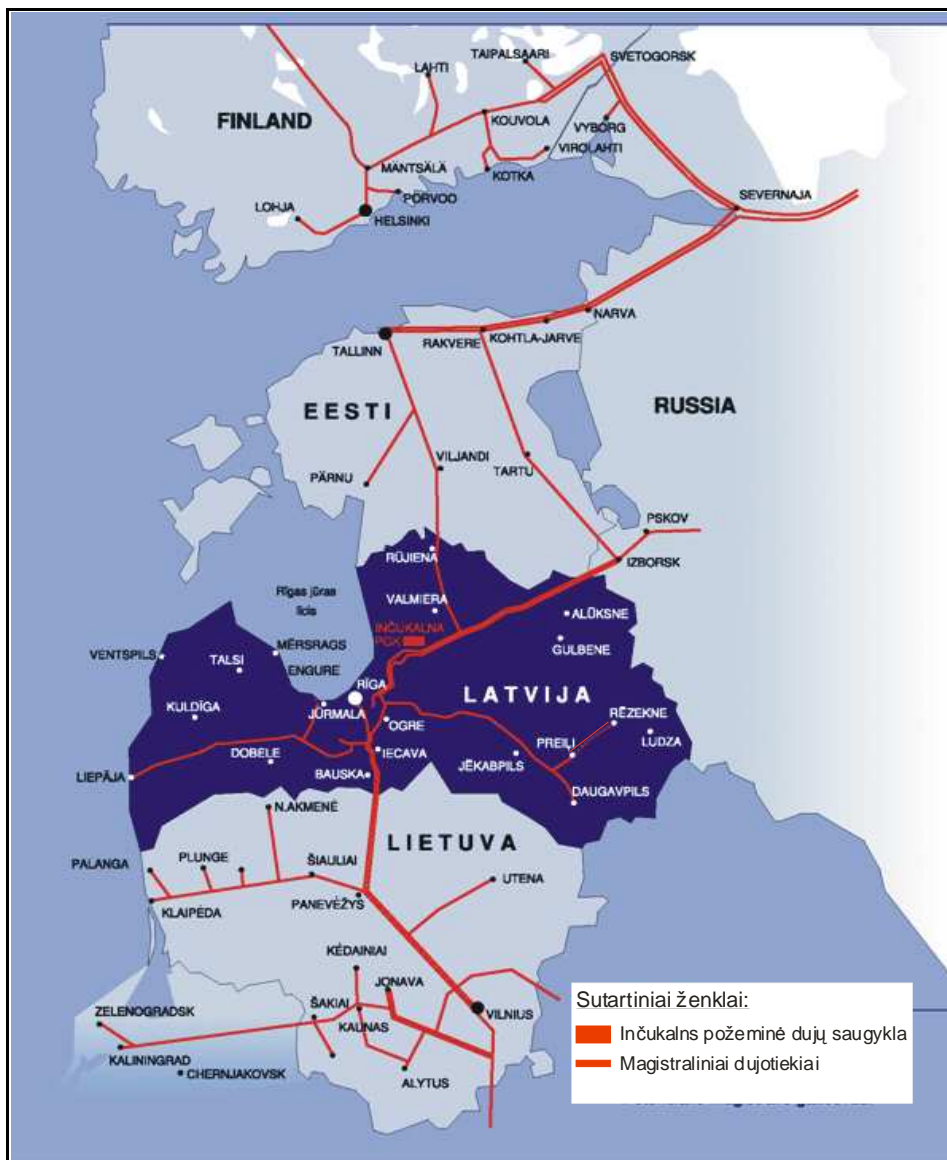 TAIPALSAARI
SVETOGORSK
LAHTI
FINLAND
KOUVOLA
VYBORG
VIROLAHTI
MÄNTSÄLÄ
KOTKA
PORVOO
SEVERNAJA
LOHJA
HELSINKI
NARVA
TALLINN
RAKVERE
KOHTLA-JARVE
EESTI
RUSSIA
VILJANDI
TARTU
PÄRNU
PSKOV
RŪJIENA
IZBORSK
Rīgas jūras
līcis
VALMIERA
ALŪKSNE
INČUKALNA
PGK
GULBENE
MĒRSRAGS
VENTSPILS
TALSI
ENGURE
RĪGA
LATVIJA
KULDĪGA
JŪRMALA
OGRE
RĒZEKNE
PREIĻI
LUDZA
DOBELE
IECAVA
JĒKABPILS
LIEPĀJA
BAUSKA
DAUGAVPILS
N.AKMENĖ
LIETUVA
PALANGA
PLUNGE
ŠIAULIAI
UTENA
KLAIPĖDA
PANEVĖŽYS
KĖDAINIAI
JONAVA
ZELENOGRADSK
ŠAKIAI
KAUNAS
VILNIUS
KALININGRAD
CHERNJAKOVSK
ALYTUS
Sutartiniai ženklai:
Inčukalns požeminė dujų saugykla
Magistraliniai dujotiekiai